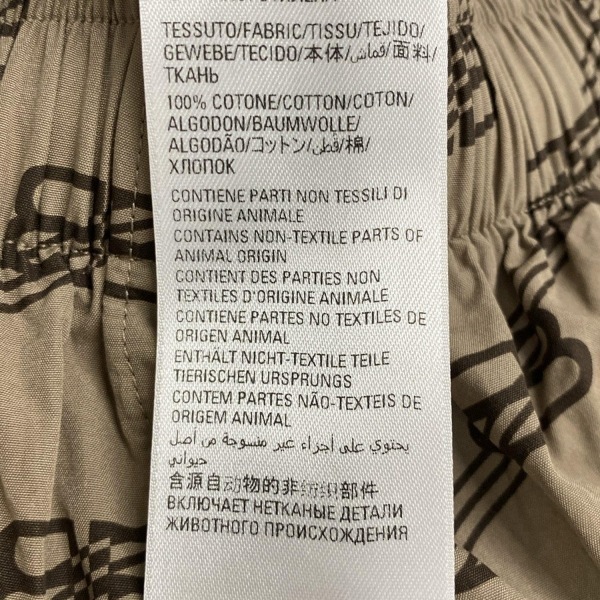 TESSUTO/FABRIC/TISSU/TEJIDO/
GEWEBE/TECIDO/本体/قماش/面料/
ТКАНЬ
100% COTONE/COTTON/COTON/
ALGODON/BAUMWOLLE/
ALGODÃO/コットン/قطن/棉/
ХЛОПОК
CONTIENE PARTI NON TESSILI DI
ORIGINE ANIMALE
CONTAINS NON-TEXTILE PARTS OF
ANIMAL ORIGIN
CONTIENT DES PARTIES NON
TEXTILES D'ORIGINE ANIMALE
CONTIENE PARTES NO TEXTILES DE
ORIGEN ANIMAL
ENTHÄLT NICHT-TEXTILE TEILE
TIERISCHEN URSPRUNGS
CONTEM PARTES NÃO-TEXTEIS DE
ORIGEM ANIMAL
يحتوي على أجزاء غير منسوجة من أصل
حيواني
含源自动物的非纺织部件
ВКЛЮЧАЕТ НЕТКАНЫЕ ДЕТАЛИ
ЖИВОТНОГО ПРОИСХОЖДЕНИЯ